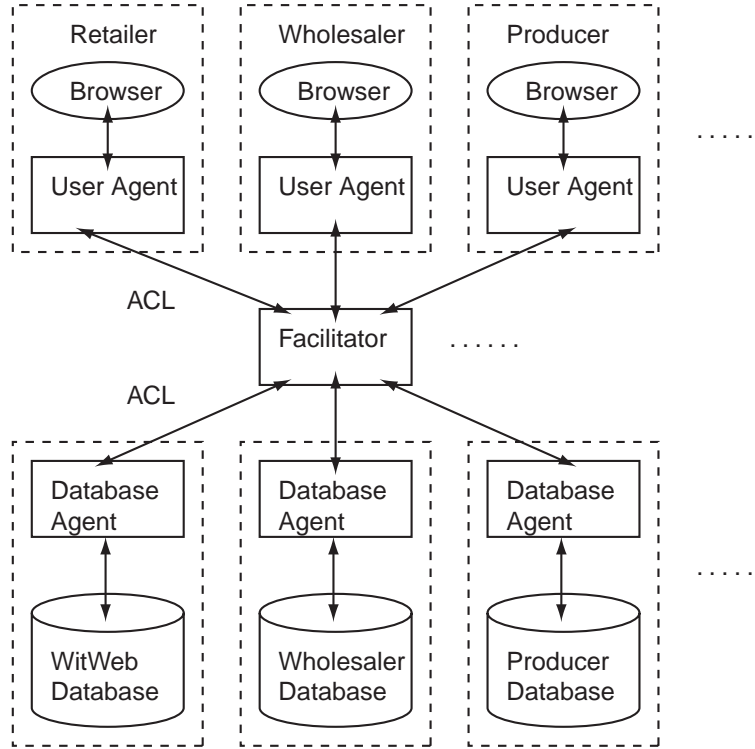 Retailer
Wholesaler
Producer
Browser
Browser
Browser
. . . . .
User Agent
User Agent
User Agent
ACL
Facilitator
. . . . . .
ACL
Database
Agent
Database
Agent
Database
Agent
. . . . .
WitWeb
Database
Wholesaler
Database
Producer
Database